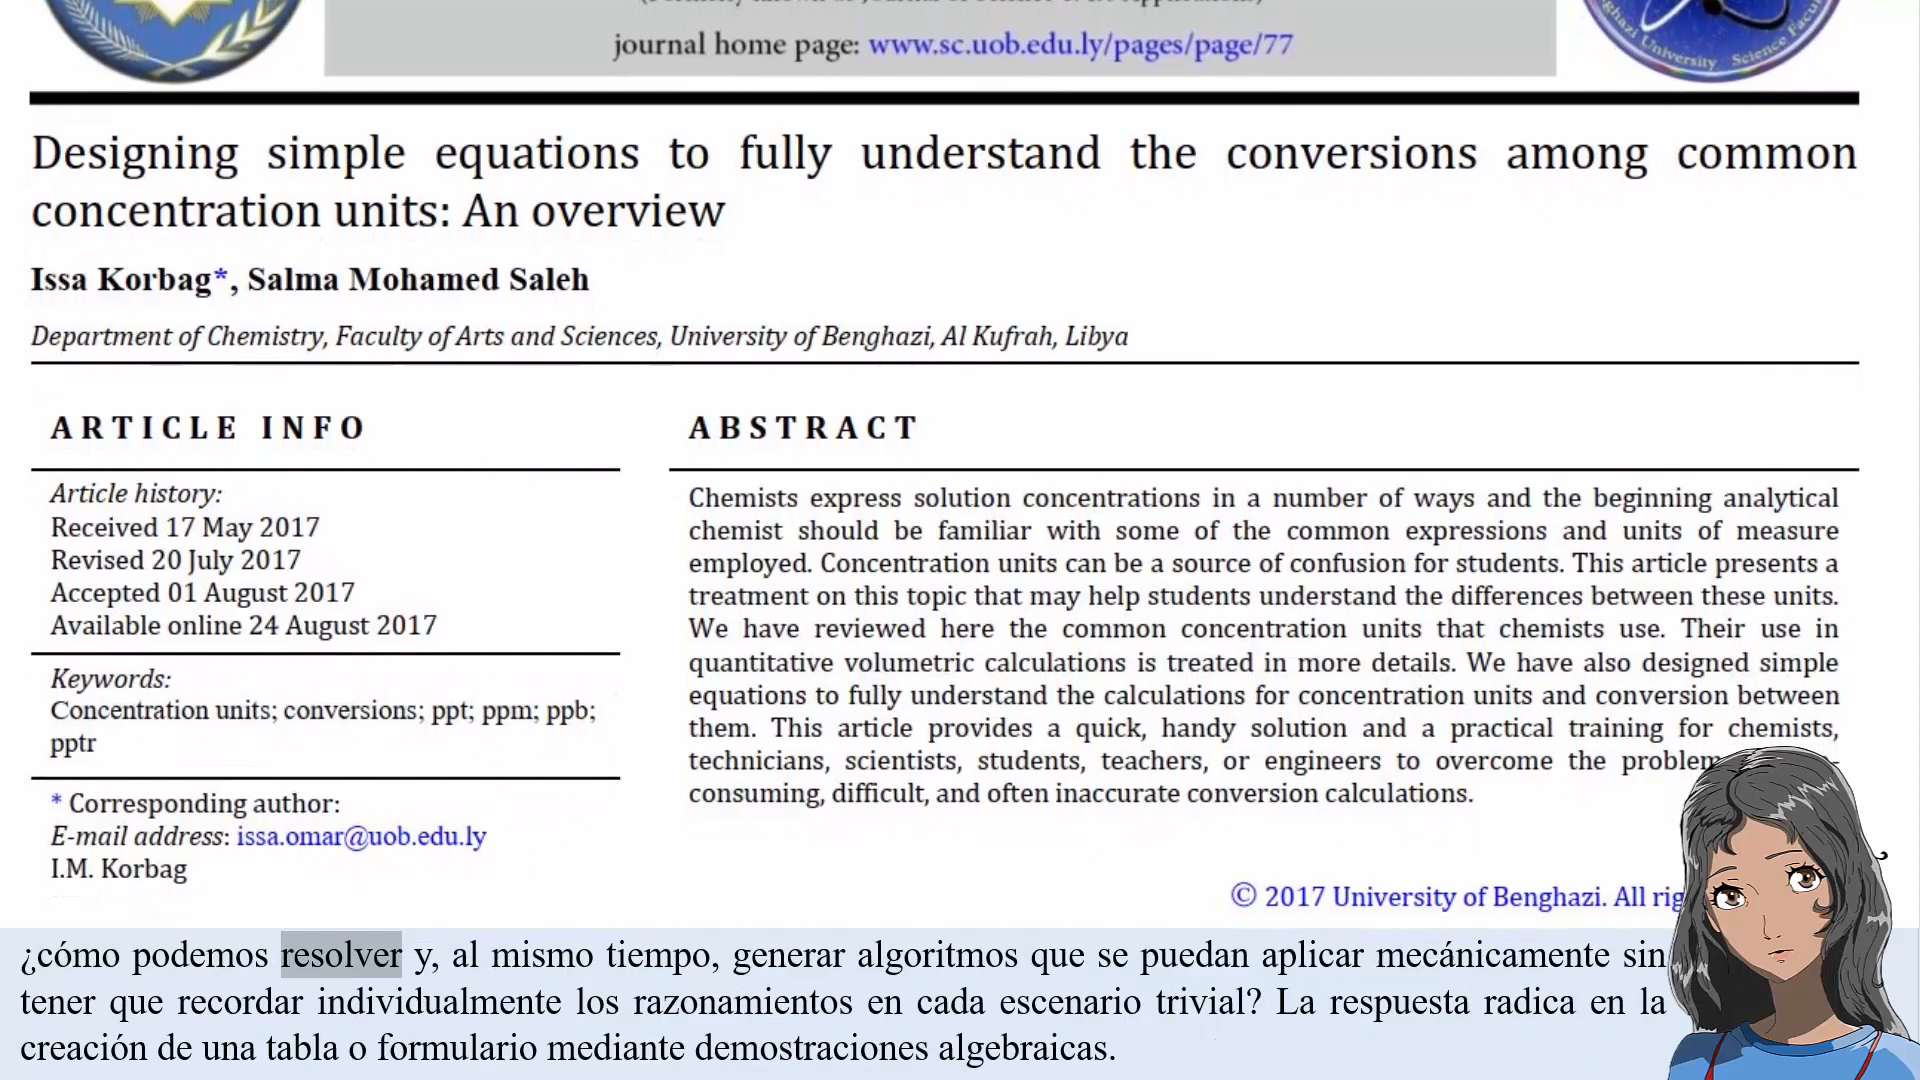 journal home page: www.sc.uob.edu.ly/pages/page/77
University Science
Designing simple equations to fully understand the conversions among common
concentration units: An overview
Issa Korbag*, Salma Mohamed Saleh
Department of Chemistry, Faculty of Arts and Sciences, University of Benghazi, Al Kufrah, Libya
ARTICLE INFO
Article history:
Received 17 May 2017
Revised 20 July 2017
Accepted 01 August 2017
Available online 24 August 2017
Keywords:
Concentration units; conversions; ppt; ppm; ppb;
pptr
* Corresponding author:
E-mail address: issa.omar@uob.edu.ly
I.M. Korbag
ABSTRACT
Chemists express solution concentrations in a number of ways and the beginning analytical
chemist should be familiar with some of the common expressions and units of measure
employed. Concentration units can be a source of confusion for students. This article presents a
treatment on this topic that may help students understand the differences between these units.
We have reviewed here the common concentration units that chemists use. Their use in
quantitative volumetric calculations is treated in more details. We have also designed simple
equations to fully understand the calculations for concentration units and conversion between
them. This article provides a quick, handy solution and a practical training for chemists,
technicians, scientists, students, teachers, or engineers to overcome the problem
consuming, difficult, and often inaccurate conversion calculations.
© 2017 University of Benghazi. All rig
¿cómo podemos resolver y, al mismo tiempo, generar algoritmos que se puedan aplicar mecánicamente sin
tener que recordar individualmente los razonamientos en cada escenario trivial? La respuesta radica en la
creación de una tabla o formulario mediante demostraciones algebraicas.